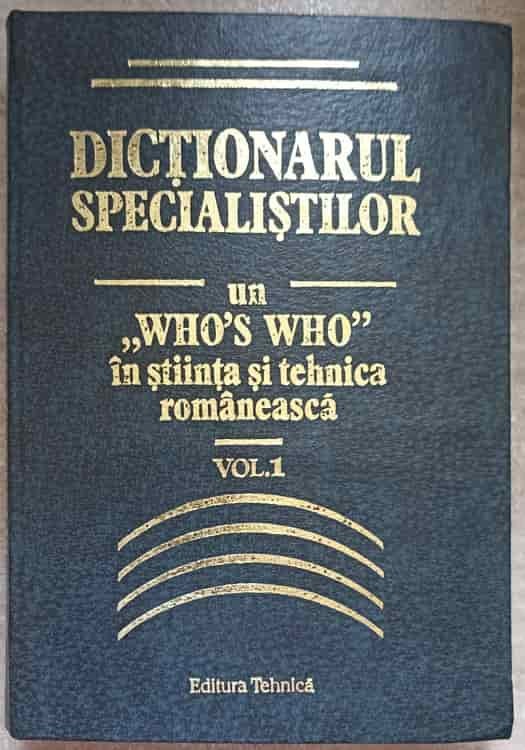 DICȚIONARUL
SPECIALIȘTILOR
un
„WHO'S WHO”
în știința și tehnica
românească
VOL.1
Editura Tehnică